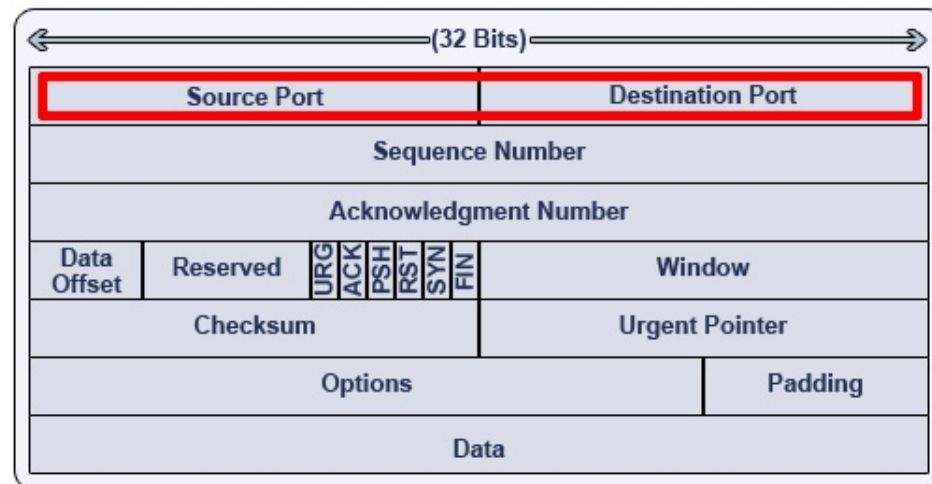 (32 Bits)
Source Port Destination Port
Sequence Number
Acknowledgment Number
Data Offset Reserved URG ACK PSH RST SYN FIN Window
Checksum Urgent Pointer
Options Padding
Data